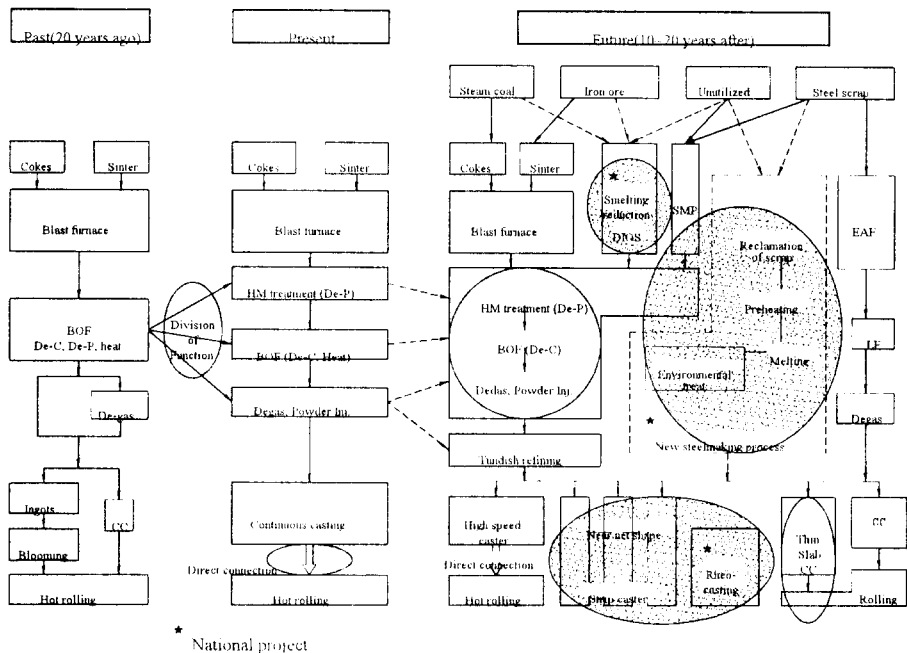 Past(20 years ago)
Present
Future(10~20 years after)
Steam coal
Iron ore
Unutilized
Steel scrap
Cokes
Sinter
Blast furnace
BOF
De-C, De-P, heat
De-gas
Ingots
CC
Blooming
Hot rolling
Division
of
Function
Cokes
Sinter
Blast furnace
HM treatment (De-P)
BOF (De-C, Heat)
Degas, Powder Inj.
Continuous casting
Direct connection
Hot rolling
Cokes
Sinter
Blast furnace
HM treatment (De-P)
BOF (De-C)
Degas, Powder Inj.
Tundish refining
High speed
caster
Direct connection
Hot rolling
★
Smelting
reduction
DIOS
SMP
Reclamation
of scrap
Preheating
Melting
Environmental
treat.
★ New steelmaking process
EAF
LF
Degas
Near net shape
Strip caster
★
Rheo-
casting
Thin
Slab
CC
CC
Rolling
★ National project